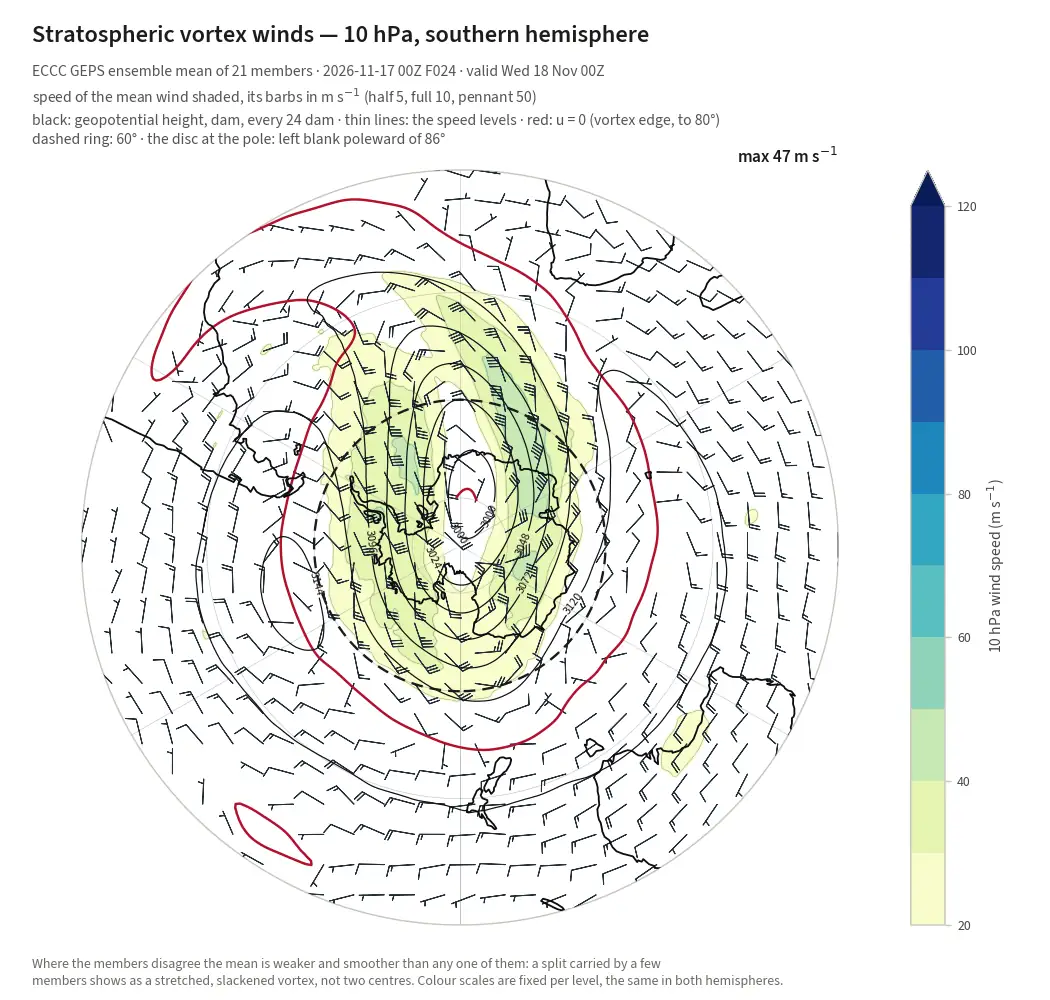 Stratospheric vortex winds — 10 hPa, southern hemisphere
ECCC GEPS ensemble mean of 21 members · 2026-11-17 00Z F024 · valid Wed 18 Nov 00Z
speed of the mean wind shaded, its barbs in m s⁻¹ (half 5, full 10, pennant 50)
black: geopotential height, dam, every 24 dam · thin lines: the speed levels · red: u = 0 (vortex edge, to 80°)
dashed ring: 60° · the disc at the pole: left blank poleward of 86°
max 47 m s⁻¹
120
100
80
60
40
20
10 hPa wind speed (m s⁻¹)
3000
3000
3048
3024
3072
3096
3120
3144
Where the members disagree the mean is weaker and smoother than any one of them: a split carried by a few
members shows as a stretched, slackened vortex, not two centres. Colour scales are fixed per level, the same in both hemispheres.